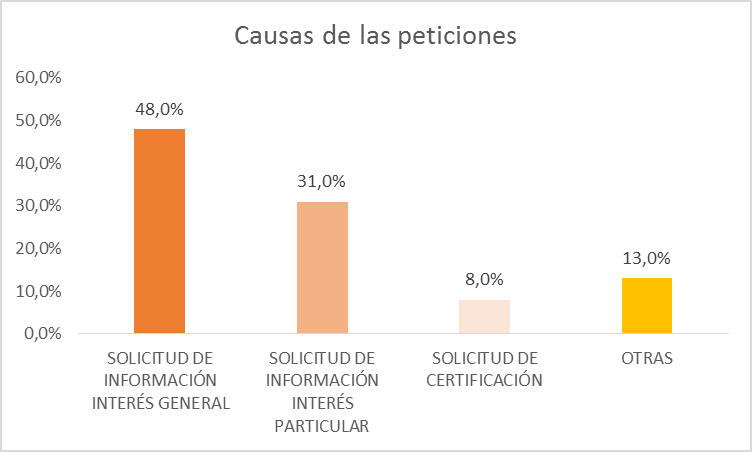 Causas de las peticiones
60,0%
50,0%
40,0%
30,0%
20,0%
10,0%
0,0%
48,0%
31,0%
8,0%
13,0%
SOLICITUD DE
INFORMACIÓN
INTERÉS GENERAL
SOLICITUD DE
INFORMACIÓN
INTERÉS
PARTICULAR
SOLICITUD DE
CERTIFICACIÓN
OTRAS